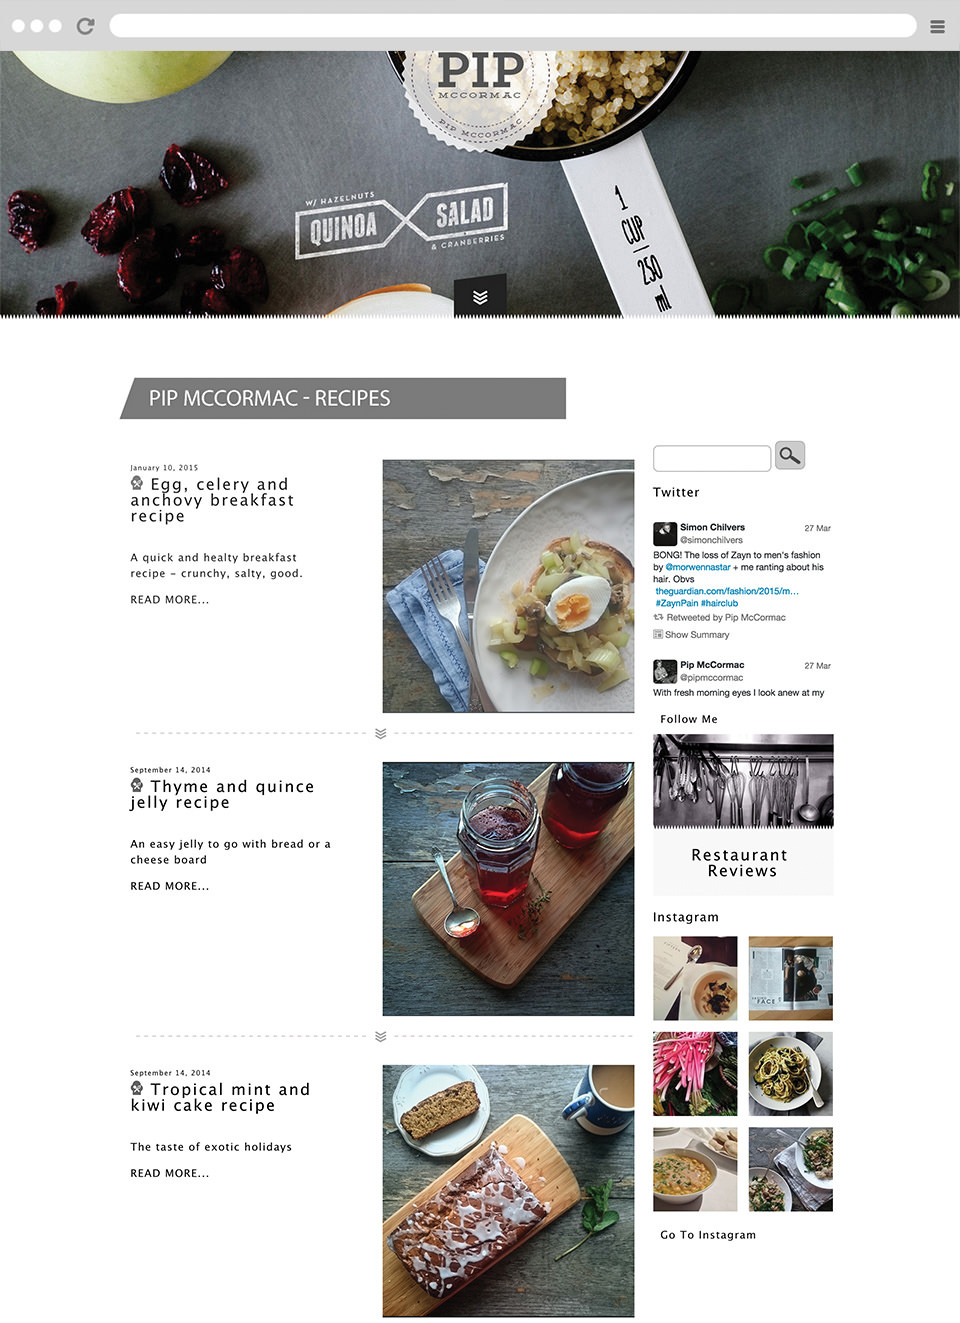 PIP
MCCORMAC
PIP MCCORMAC
W/ HAZELNUTS
QUINOA SALAD
& CRANBERRIES
1
CUP
250
ml
PIP MCCORMAC - RECIPES
January 10, 2015
Egg, celery and
anchovy breakfast
recipe
A quick and healty breakfast
recipe – crunchy, salty, good.
READ MORE...
September 14, 2014
Thyme and quince
jelly recipe
An easy jelly to go with bread or a
cheese board
READ MORE...
September 14, 2014
Tropical mint and
kiwi cake recipe
The taste of exotic holidays
READ MORE...
Twitter
Simon Chilvers 27 Mar
@simonchilvers
BONG! The loss of Zayn to men's fashion
by @morwennastar + me ranting about his
hair. Obvs
theguardian.com/fashion/2015/m…
#ZaynPain #hairclub
Retweeted by Pip McCormac
Show Summary
Pip McCormac 27 Mar
@pipmccormac
With fresh morning eyes I look anew at my
Follow Me
Restaurant
Reviews
Instagram
FACE
Go To Instagram